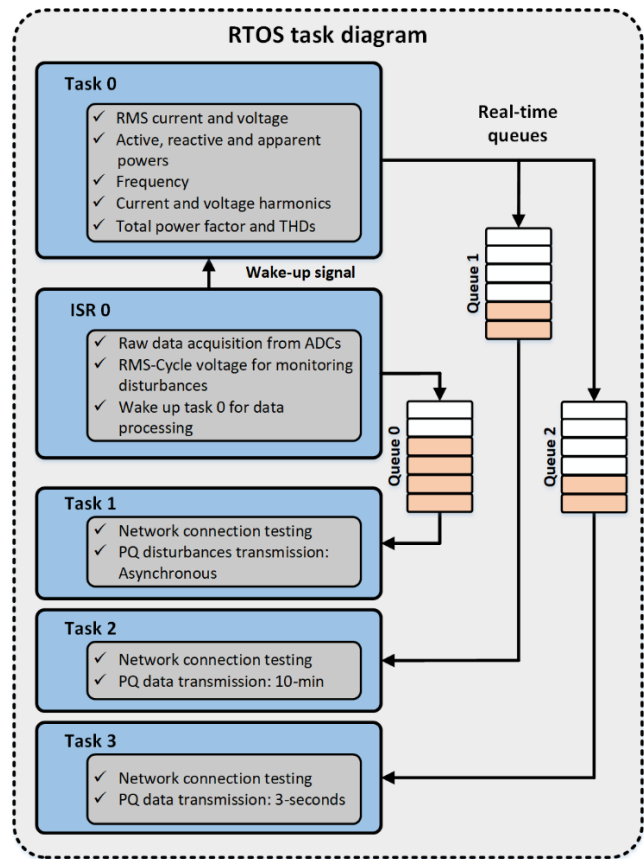 RTOS task diagram
Task 0
✓ RMS current and voltage
✓ Active, reactive and apparent
powers
✓ Frequency
✓ Current and voltage harmonics
✓ Total power factor and THDs
Real-time
queues
Queue 1
Wake-up signal
ISR 0
✓ Raw data acquisition from ADCs
✓ RMS-Cycle voltage for monitoring
disturbances
✓ Wake up task 0 for data
processing
Queue 0
Queue 2
Task 1
✓ Network connection testing
✓ PQ disturbances transmission:
Asynchronous
Task 2
✓ Network connection testing
✓ PQ data transmission: 10-min
Task 3
✓ Network connection testing
✓ PQ data transmission: 3-seconds